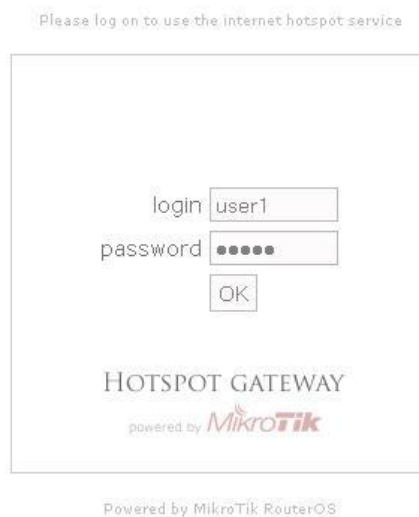 Please log on to use the internet hotspot service
login user1
password •••••
OK
HOTSPOT GATEWAY
powered by MikroTik
Powered by MikroTik RouterOS